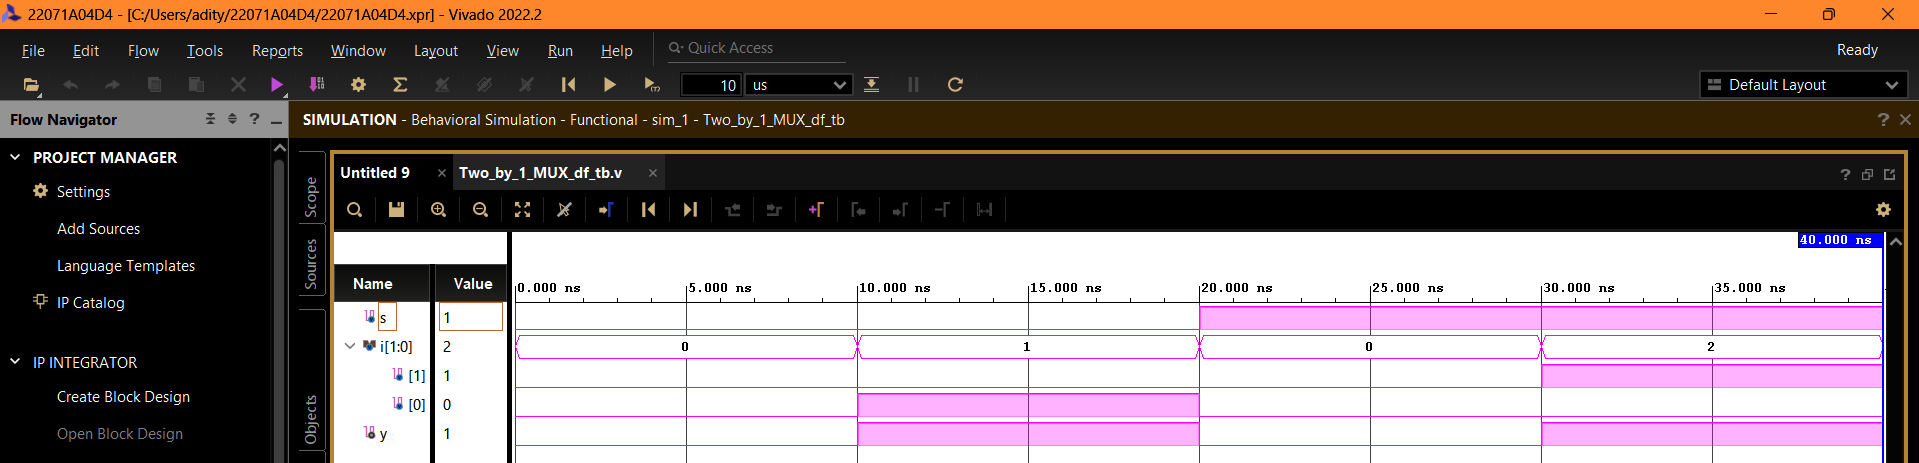 22071A04D4 - [C:/Users/adity/22071A04D4/22071A04D4.xpr] - Vivado 2022.2
File Edit Flow Tools Reports Window Layout View Run Help Quick Access Ready
10 us Default Layout
Flow Navigator ? SIMULATION - Behavioral Simulation - Functional - sim_1 - Two_by_1_MUX_df_tb ?
PROJECT MANAGER
Settings
Add Sources
Language Templates
IP Catalog
IP INTEGRATOR
Create Block Design
Open Block Design
Scope
Sources
Objects
Untitled 9 Two_by_1_MUX_df_tb.v ?
40.000 ns
Name Value 0.000 ns 5.000 ns 10.000 ns 15.000 ns 20.000 ns 25.000 ns 30.000 ns 35.000 ns
s 1
i[1:0] 2 0 1 0 2
[1] 1
[0] 0
y 1